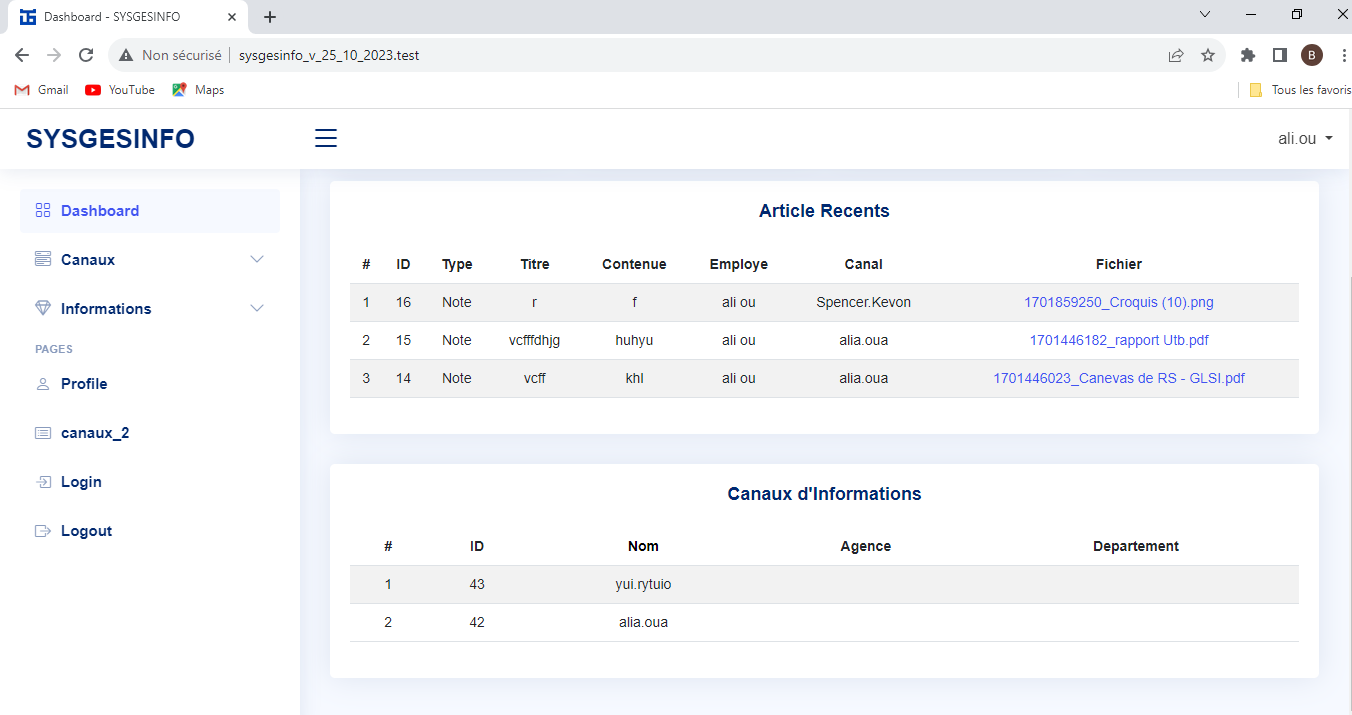 Dashboard - SYSGESINFO
Non sécurisé sysgesinfo_v_25_10_2023.test
B
Gmail YouTube Maps Tous les favoris
SYSGESINFO ali.ou
Dashboard
Canaux
Informations
PAGES
Profile
canaux_2
Login
Logout
Article Recents
# ID Type Titre Contenue Employe Canal Fichier
1 16 Note r f ali ou Spencer.Kevon 1701859250_Croquis (10).png
2 15 Note vcfffdhjg huhyu ali ou alia.oua 1701446182_rapport Utb.pdf
3 14 Note vcff khl ali ou alia.oua 1701446023_Canevas de RS - GLSI.pdf
Canaux d'Informations
# ID Nom Agence Departement
1 43 yui.rytuio
2 42 alia.oua